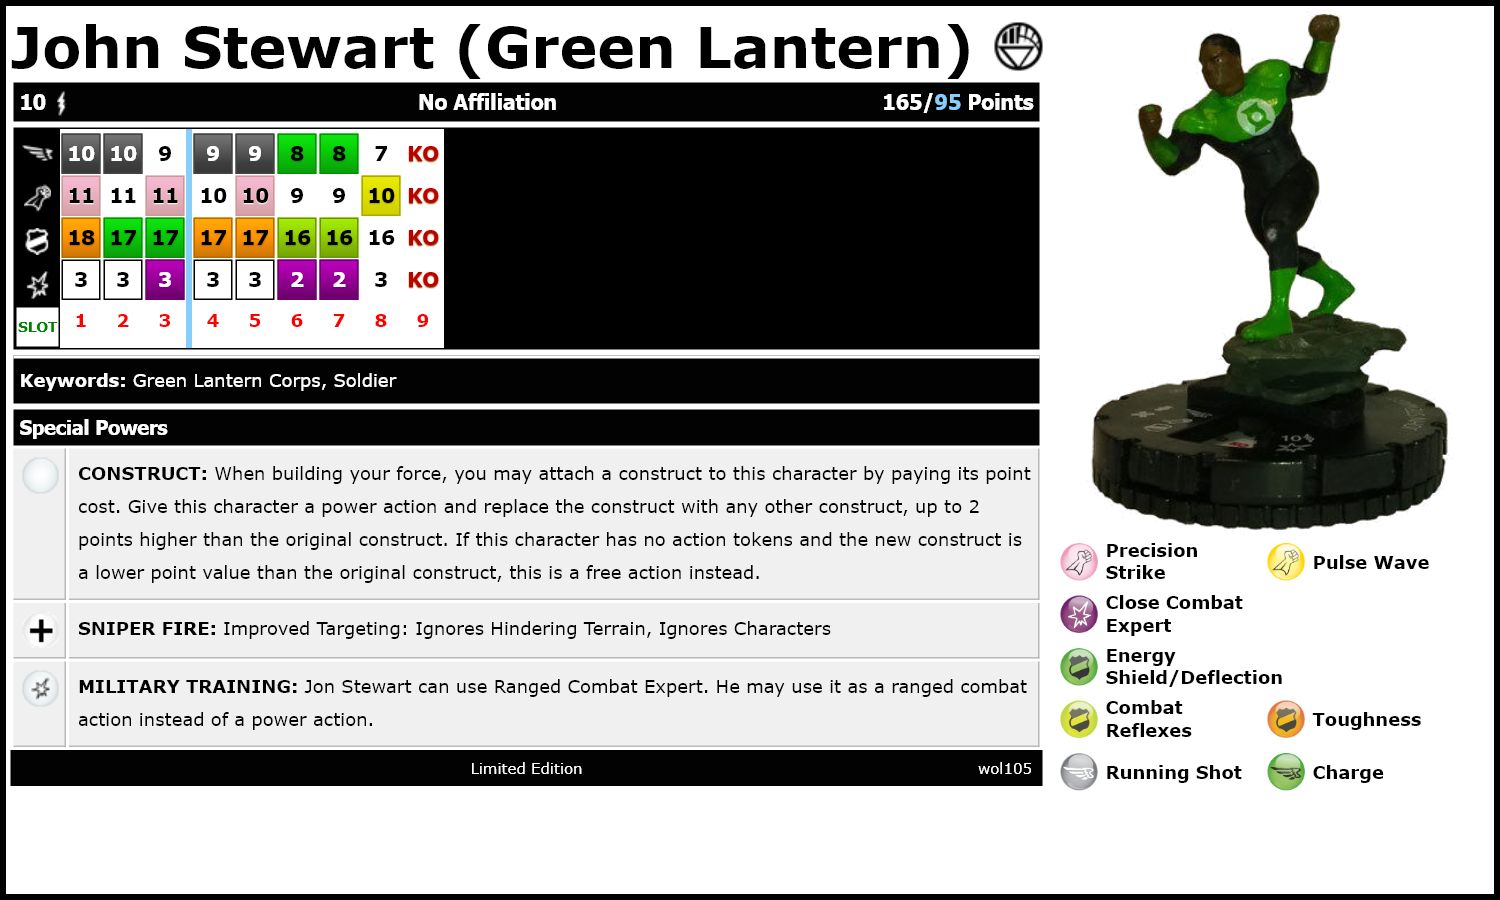 John Stewart (Green Lantern)
10 No Affiliation 165/95 Points
10 10 9 9 9 8 8 7 KO
11 11 11 10 10 9 9 10 KO
18 17 17 17 17 16 16 16 KO
3 3 3 3 3 2 2 3 KO
SLOT 1 2 3 4 5 6 7 8 9
Keywords: Green Lantern Corps, Soldier
Special Powers
CONSTRUCT: When building your force, you may attach a construct to this character by paying its point
cost. Give this character a power action and replace the construct with any other construct, up to 2
points higher than the original construct. If this character has no action tokens and the new construct is
a lower point value than the original construct, this is a free action instead.
SNIPER FIRE: Improved Targeting: Ignores Hindering Terrain, Ignores Characters
MILITARY TRAINING: Jon Stewart can use Ranged Combat Expert. He may use it as a ranged combat
action instead of a power action.
Limited Edition wol105
10
Precision
Strike
Pulse Wave
Close Combat
Expert
Energy
Shield/Deflection
Combat
Reflexes
Toughness
Running Shot
Charge